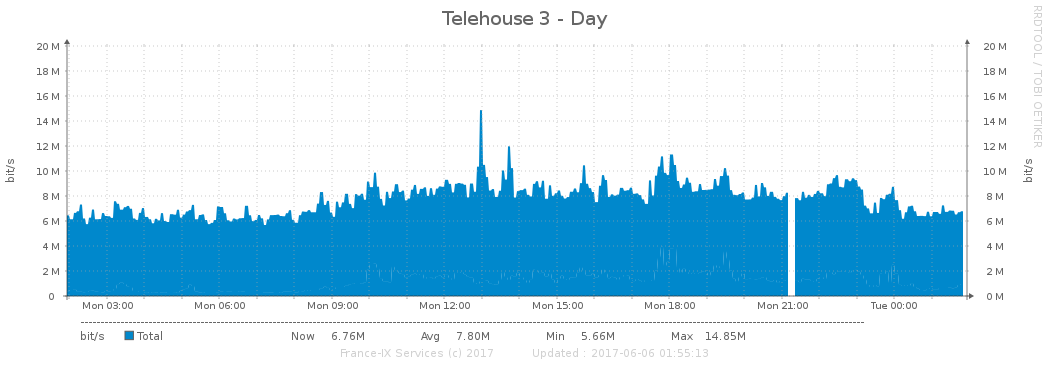 Telehouse 3 - Day
RRDTOOL / TOBI OETIKER
bit/s
20 M 20 M
18 M 18 M
16 M 16 M
14 M 14 M
12 M 12 M
10 M 10 M
8 M 8 M
6 M 6 M
4 M 4 M
2 M 2 M
0 0 M
bit/s
Mon 03:00 Mon 06:00 Mon 09:00 Mon 12:00 Mon 15:00 Mon 18:00 Mon 21:00 Tue 00:00
bit/s Total Now 6.76M Avg 7.80M Min 5.66M Max 14.85M
France-IX Services (c) 2017 Updated : 2017-06-06 01:55:13